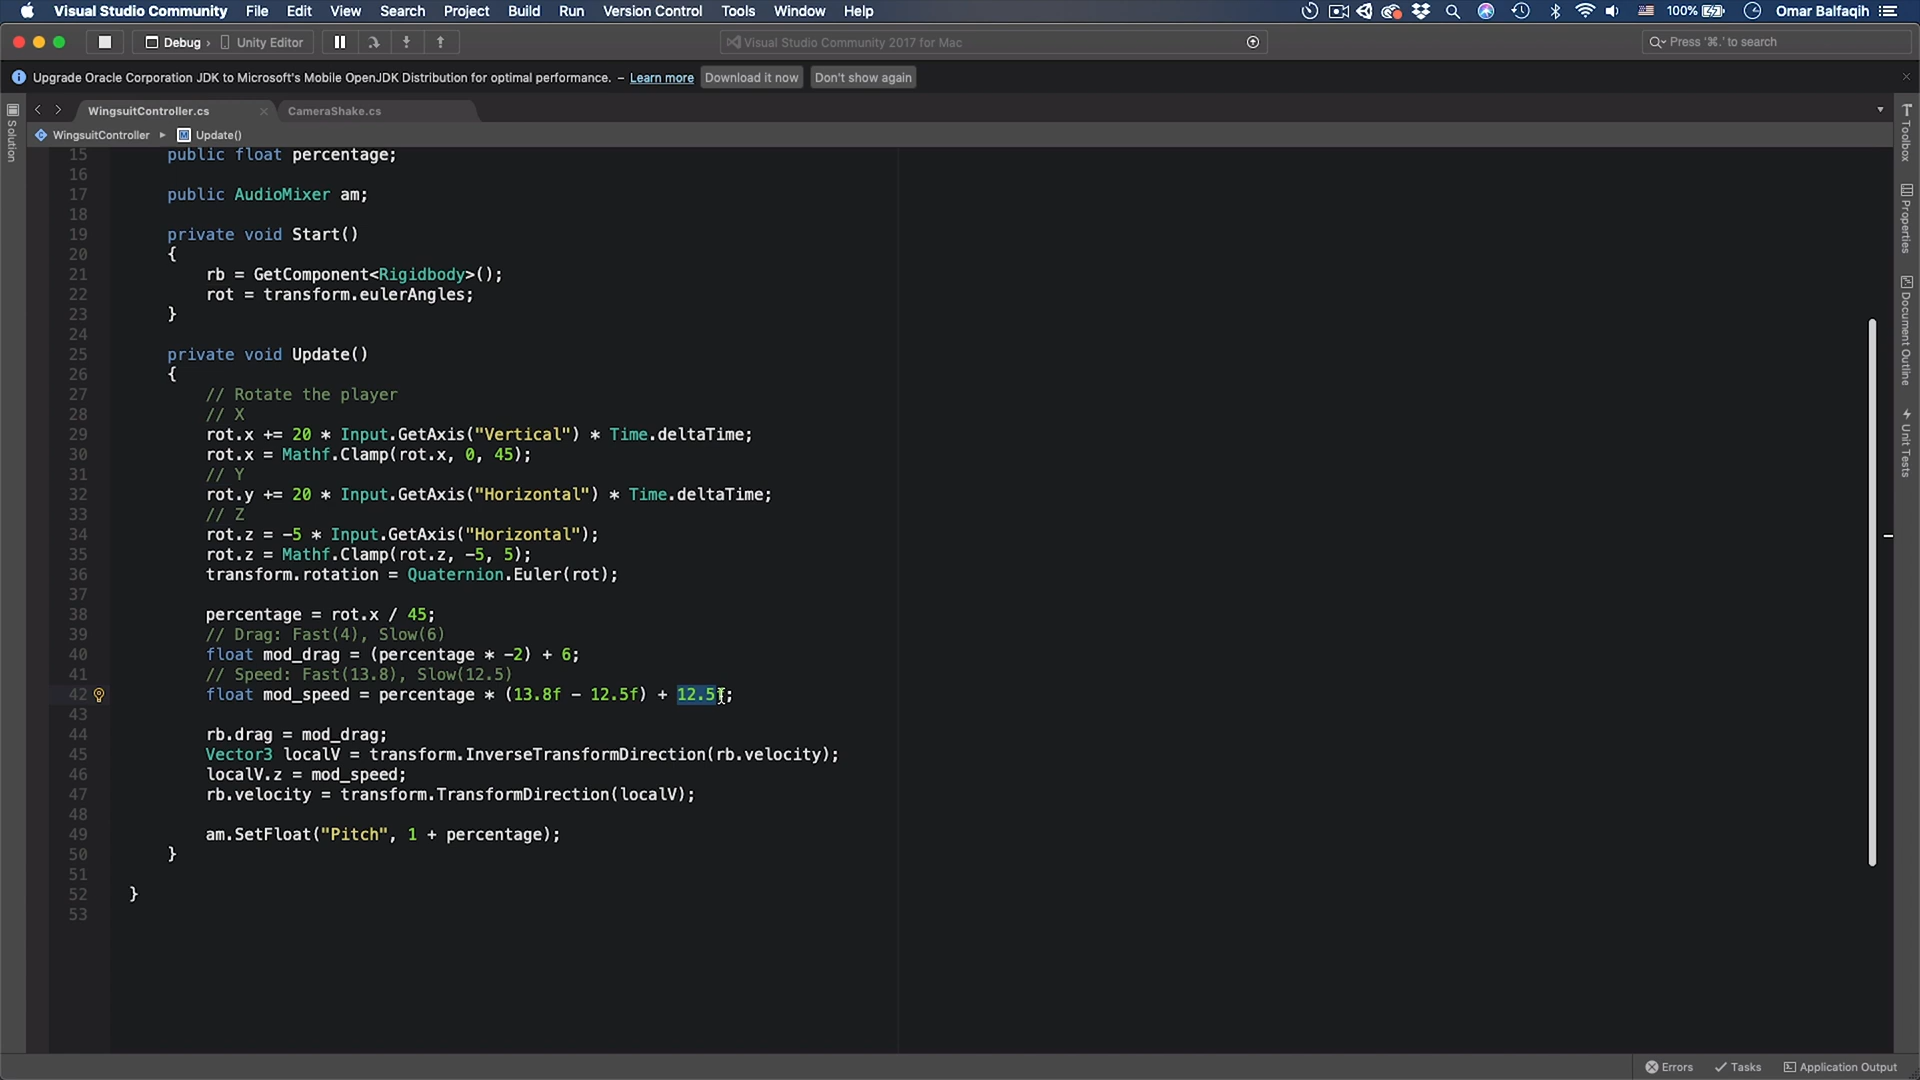 Visual Studio Community File Edit View Search Project Build Run Version Control Tools Window Help 100% Omar Balfaqih
Debug › Unity Editor Visual Studio Community 2017 for Mac Press '⌘.' to search
Upgrade Oracle Corporation JDK to Microsoft's Mobile OpenJDK Distribution for optimal performance. – Learn more Download it now Don't show again
WingsuitController.cs CameraShake.cs
WingsuitController Update()
Solution
Toolbox
Properties
Document Outline
Unit Tests
15 public float percentage;
16
17 public AudioMixer am;
18
19 private void Start()
20 {
21 rb = GetComponent<Rigidbody>();
22 rot = transform.eulerAngles;
23 }
24
25 private void Update()
26 {
27 // Rotate the player
28 // X
29 rot.x += 20 * Input.GetAxis("Vertical") * Time.deltaTime;
30 rot.x = Mathf.Clamp(rot.x, 0, 45);
31 // Y
32 rot.y += 20 * Input.GetAxis("Horizontal") * Time.deltaTime;
33 // Z
34 rot.z = -5 * Input.GetAxis("Horizontal");
35 rot.z = Mathf.Clamp(rot.z, -5, 5);
36 transform.rotation = Quaternion.Euler(rot);
37
38 percentage = rot.x / 45;
39 // Drag: Fast(4), Slow(6)
40 float mod_drag = (percentage * -2) + 6;
41 // Speed: Fast(13.8), Slow(12.5)
42 float mod_speed = percentage * (13.8f - 12.5f) + 12.5f;
43
44 rb.drag = mod_drag;
45 Vector3 localV = transform.InverseTransformDirection(rb.velocity);
46 localV.z = mod_speed;
47 rb.velocity = transform.TransformDirection(localV);
48
49 am.SetFloat("Pitch", 1 + percentage);
50 }
51
52 }
53
Errors Tasks Application Output